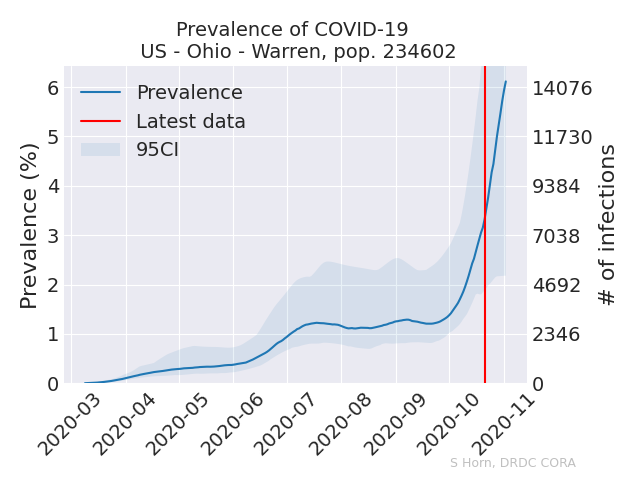 Prevalence of COVID-19
US - Ohio - Warren, pop. 234602
Prevalence
Latest data
95CI
Prevalence (%)
6
5
4
3
2
1
0
14076
11730
9384
7038
4692
2346
0
# of infections
2020-03
2020-04
2020-05
2020-06
2020-07
2020-08
2020-09
2020-10
2020-11
S Horn, DRDC CORA